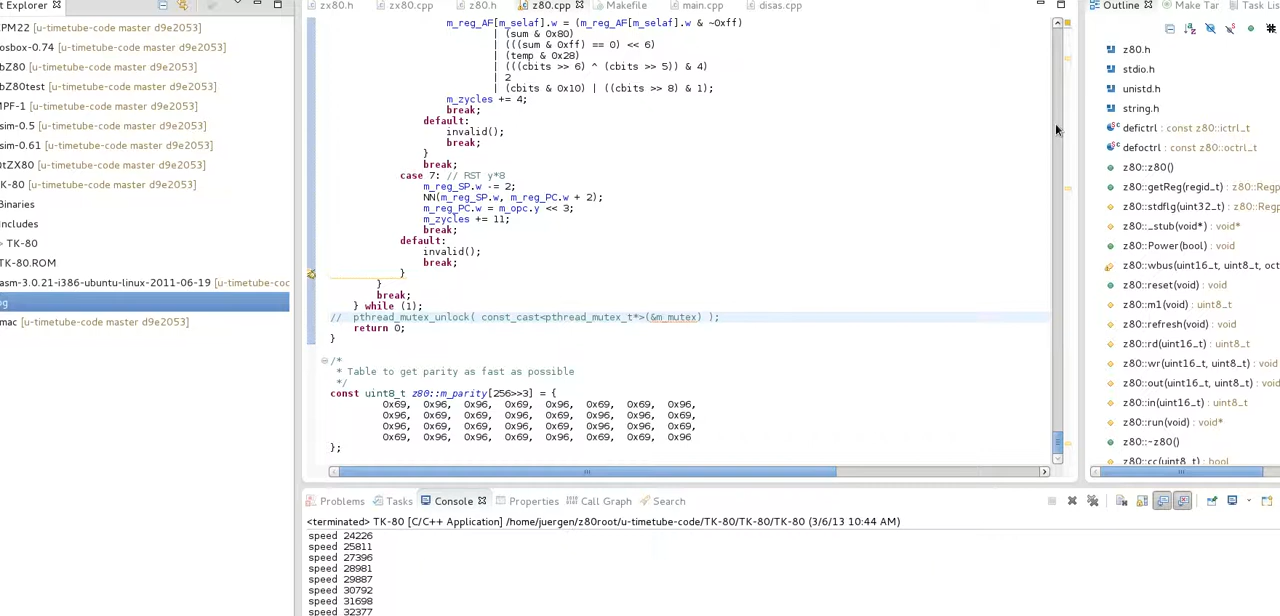 t Explorer
zx80.h zx80.cpp z80.h z80.cpp Makefile main.cpp disas.cpp
Outline Make Tar Task Lis
PM22 [u-timetube-code master d9e2053]
osbox-0.74 [u-timetube-code master d9e2053]
bZ80 [u-timetube-code master d9e2053]
bZ80test [u-timetube-code master d9e2053]
MPF-1 [u-timetube-code master d9e2053]
sim-0.5 [u-timetube-code master d9e2053]
sim-0.61 [u-timetube-code master d9e2053]
QtZX80 [u-timetube-code master d9e2053]
K-80 [u-timetube-code master d9e2053]
Binaries
Includes
> TK-80
TK-80.ROM
asm-3.0.21-i386-ubuntu-linux-2011-06-19 [u-timetube-coc
og
mac [u-timetube-code master d9e2053]
m_reg_AF[m_selaf].w = (m_reg_AF[m_selaf].w & ~0xff)
| (sum & 0x80)
| (((sum & 0xff) == 0) << 6)
| (temp & 0x28)
| (((cbits >> 6) ^ (cbits >> 5)) & 4)
| 2
| (cbits & 0x10) | ((cbits >> 8) & 1);
m_zycles += 4;
break;
default:
invalid();
break;
}
break;
case 7: // RST y*8
m_reg_SP.w -= 2;
NN(m_reg_SP.w, m_reg_PC.w + 2);
m_reg_PC.w = m_opc.y << 3;
m_zycles += 11;
break;
default:
invalid();
break;
}
}
break;
} while (1);
// pthread_mutex_unlock( const_cast<pthread_mutex_t*>(&m_mutex) );
return 0;
}
/*
* Table to get parity as fast as possible
*/
const uint8_t z80::m_parity[256>>3] = {
0x69, 0x96, 0x96, 0x69, 0x96, 0x69, 0x69, 0x96,
0x96, 0x69, 0x69, 0x96, 0x69, 0x96, 0x96, 0x69,
0x96, 0x69, 0x69, 0x96, 0x69, 0x96, 0x96, 0x69,
0x69, 0x96, 0x96, 0x69, 0x96, 0x69, 0x69, 0x96
};
z80.h
stdio.h
unistd.h
string.h
defictrl : const z80::ictrl_t
defoctrl : const z80::octrl_t
z80::z80()
z80::getReg(regid_t) : z80::Regp
z80::stdflg(uint32_t) : z80::Regp
z80::_stub(void*) : void*
z80::Power(bool) : void
z80::wbus(uint16_t, uint8_t, oct
z80::reset(void) : void
z80::m1(void) : uint8_t
z80::refresh(void) : void
z80::rd(uint16_t) : uint8_t
z80::wr(uint16_t, uint8_t) : void
z80::out(uint16_t, uint8_t) : void
z80::in(uint16_t) : uint8_t
z80::run(void) : void*
z80::~z80()
z80::cc(uint8_t) : bool
Problems Tasks Console Properties Call Graph Search
<terminated> TK-80 [C/C++ Application] /home/juergen/z80root/u-timetube-code/TK-80/TK-80/TK-80 (3/6/13 10:44 AM)
speed 24226
speed 25811
speed 27396
speed 28981
speed 29887
speed 30792
speed 31698
speed 32377